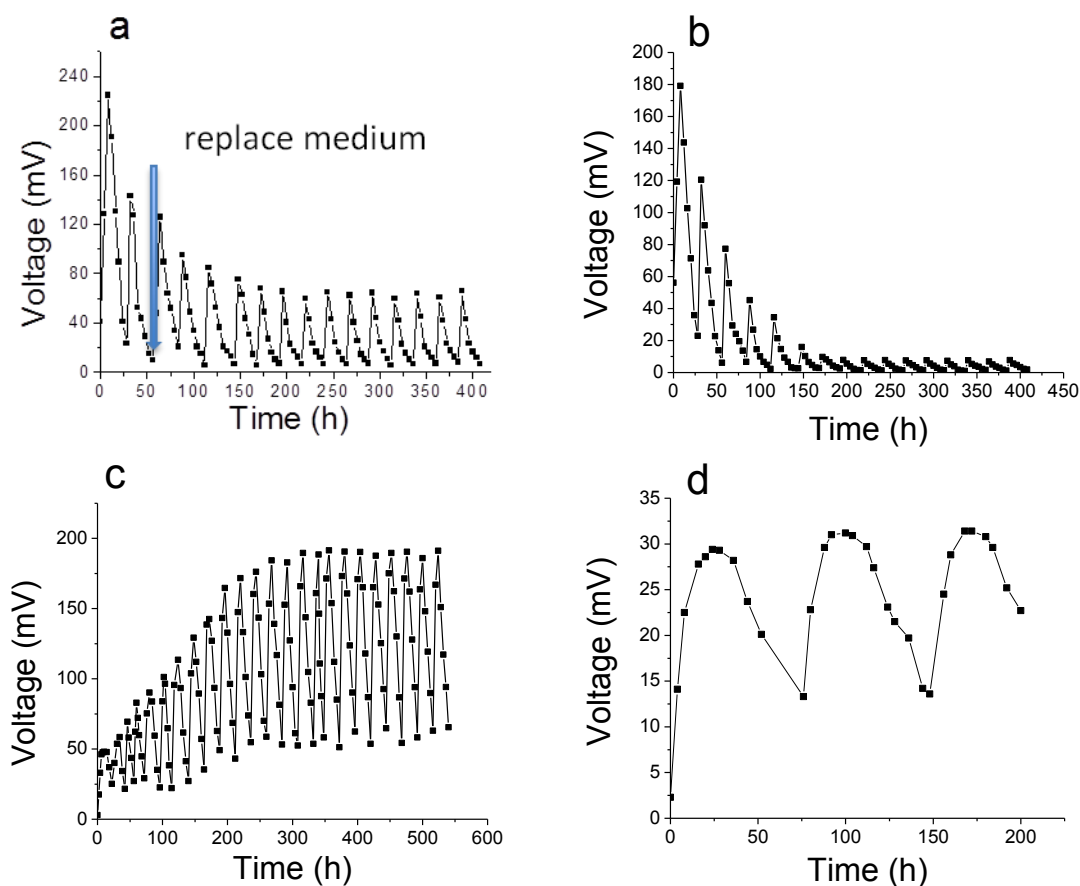 a
240
200
160
120
80
40
0
replace medium
Voltage (mV)
0 50 100 150 200 250 300 350 400
Time (h)
b
200
180
160
140
120
100
80
60
40
20
0
Voltage (mV)
0 50 100 150 200 250 300 350 400 450
Time (h)
c
200
150
100
50
0
Voltage (mV)
0 100 200 300 400 500 600
Time (h)
d
35
30
25
20
15
10
5
0
Voltage (mV)
0 50 100 150 200
Time (h)